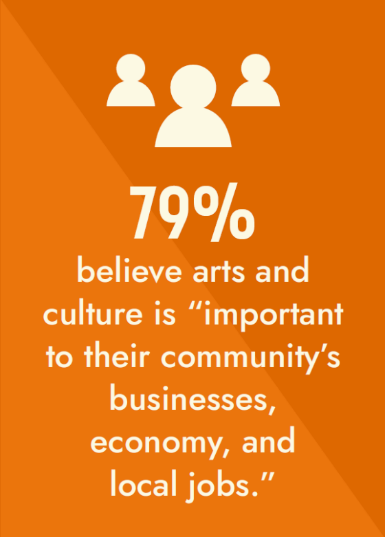 79%
believe arts and
culture is “important
to their community’s
businesses,
economy, and
local jobs.”